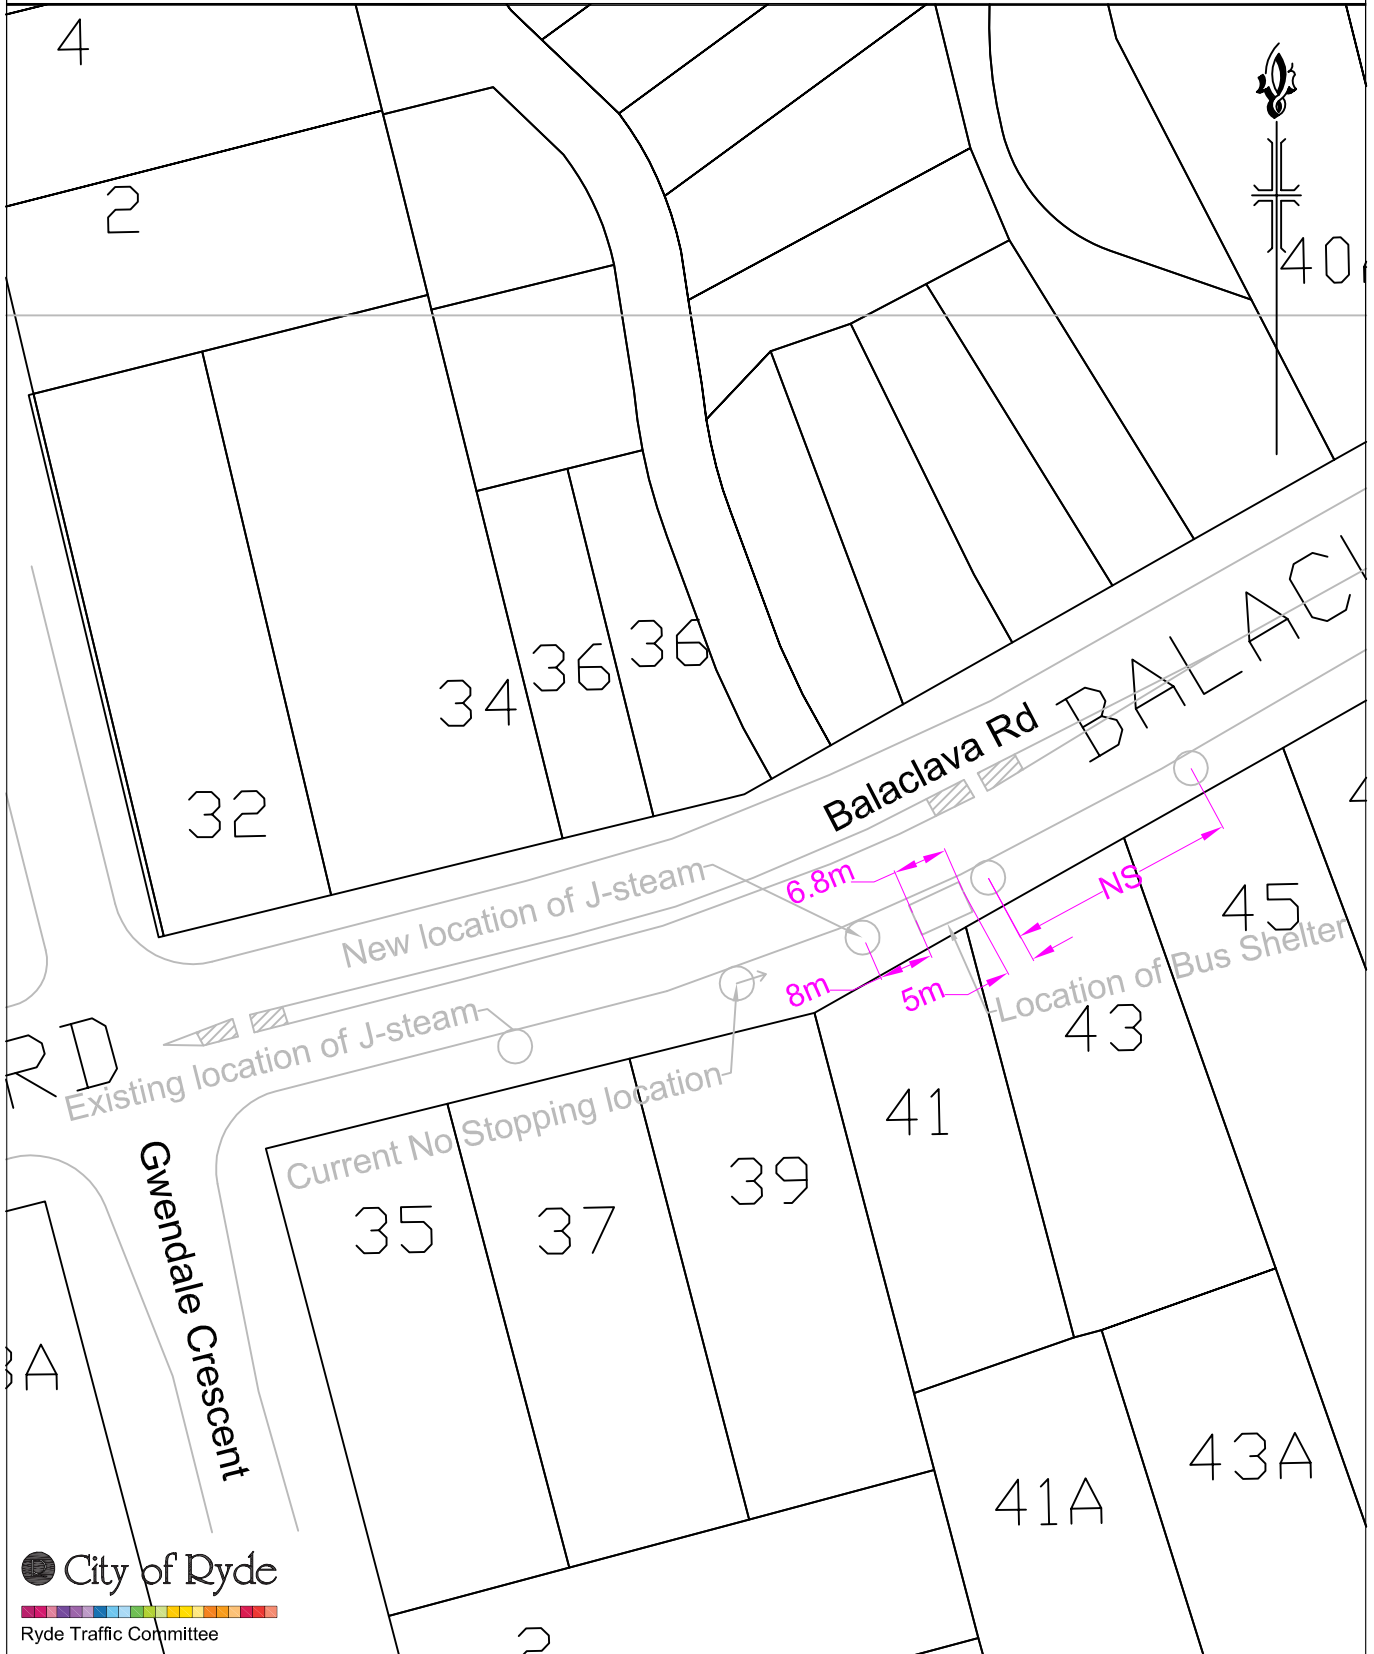 4
2
40
34
36
36
32
BALAC
Balaclava Rd
6.8m
NS
45
New location of J-steam
8m
5m
Location of Bus Shelter
43
RD
Existing location of J-steam
Current No Stopping location
41
39
35
37
Gwendale Crescent
A
43A
41A
City of Ryde
Ryde Traffic Committee
2